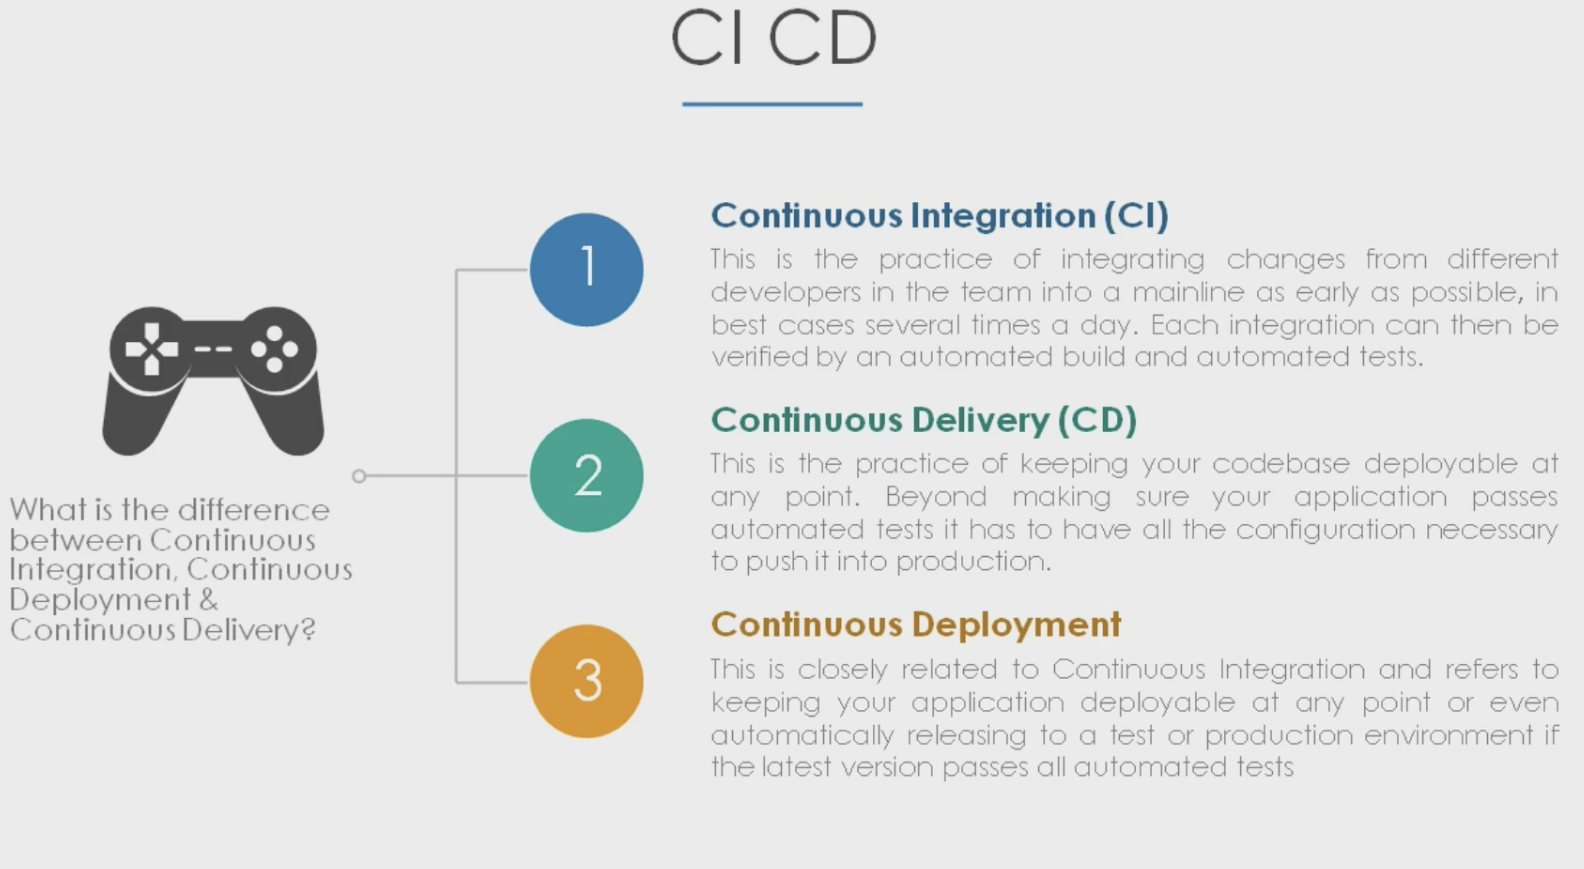 CI CD
What is the difference
between Continuous
Integration, Continuous
Deployment &
Continuous Delivery?
1
Continuous Integration (CI)
This is the practice of integrating changes from different
developers in the team into a mainline as early as possible, in
best cases several times a day. Each integration can then be
verified by an automated build and automated tests.
2
Continuous Delivery (CD)
This is the practice of keeping your codebase deployable at
any point. Beyond making sure your application passes
automated tests it has to have all the configuration necessary
to push it into production.
3
Continuous Deployment
This is closely related to Continuous Integration and refers to
keeping your application deployable at any point or even
automatically releasing to a test or production environment if
the latest version passes all automated tests